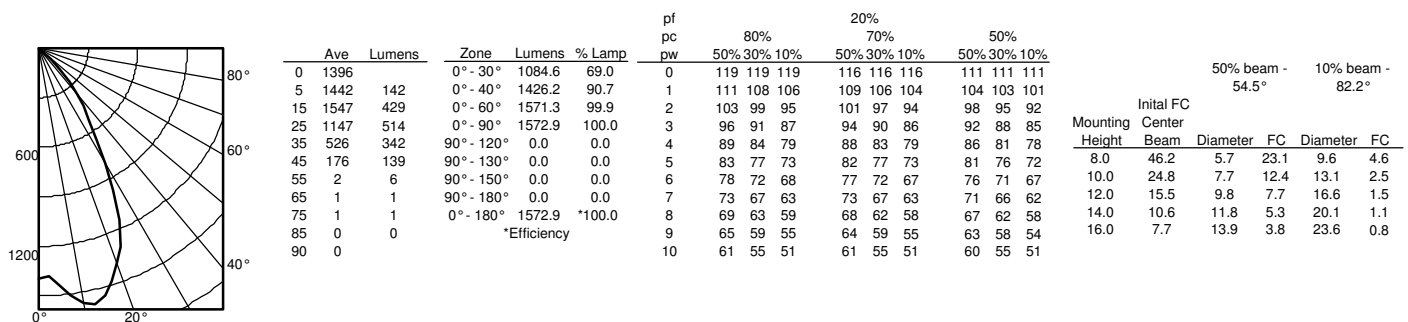 600
1200
0°
20°
40°
60°
80°
Ave Lumens
0 1396
5 1442 142
15 1547 429
25 1147 514
35 526 342
45 176 139
55 2 6
65 1 1
75 1 1
85 0 0
90 0
Zone Lumens % Lamp
0° - 30° 1084.6 69.0
0° - 40° 1426.2 90.7
0° - 60° 1571.3 99.9
0° - 90° 1572.9 100.0
90° - 120° 0.0 0.0
90° - 130° 0.0 0.0
90° - 150° 0.0 0.0
90° - 180° 0.0 0.0
0° - 180° 1572.9 *100.0
*Efficiency
pf 20%
pc 80% 70% 50%
pw 50% 30% 10% 50% 30% 10% 50% 30% 10%
0 119 119 119 116 116 116 111 111 111
1 111 108 106 109 106 104 104 103 101
2 103 99 95 101 97 94 98 95 92
3 96 91 87 94 90 86 92 88 85
4 89 84 79 88 83 79 86 81 78
5 83 77 73 82 77 73 81 76 72
6 78 72 68 77 72 67 76 71 67
7 73 67 63 73 67 63 71 66 62
8 69 63 59 68 62 58 67 62 58
9 65 59 55 64 59 55 63 58 54
10 61 55 51 61 55 51 60 55 51
50% beam - 10% beam -
54.5° 82.2°
Inital FC
Mounting Center
Height Beam Diameter FC Diameter FC
8.0 46.2 5.7 23.1 9.6 4.6
10.0 24.8 7.7 12.4 13.1 2.5
12.0 15.5 9.8 7.7 16.6 1.5
14.0 10.6 11.8 5.3 20.1 1.1
16.0 7.7 13.9 3.8 23.6 0.8